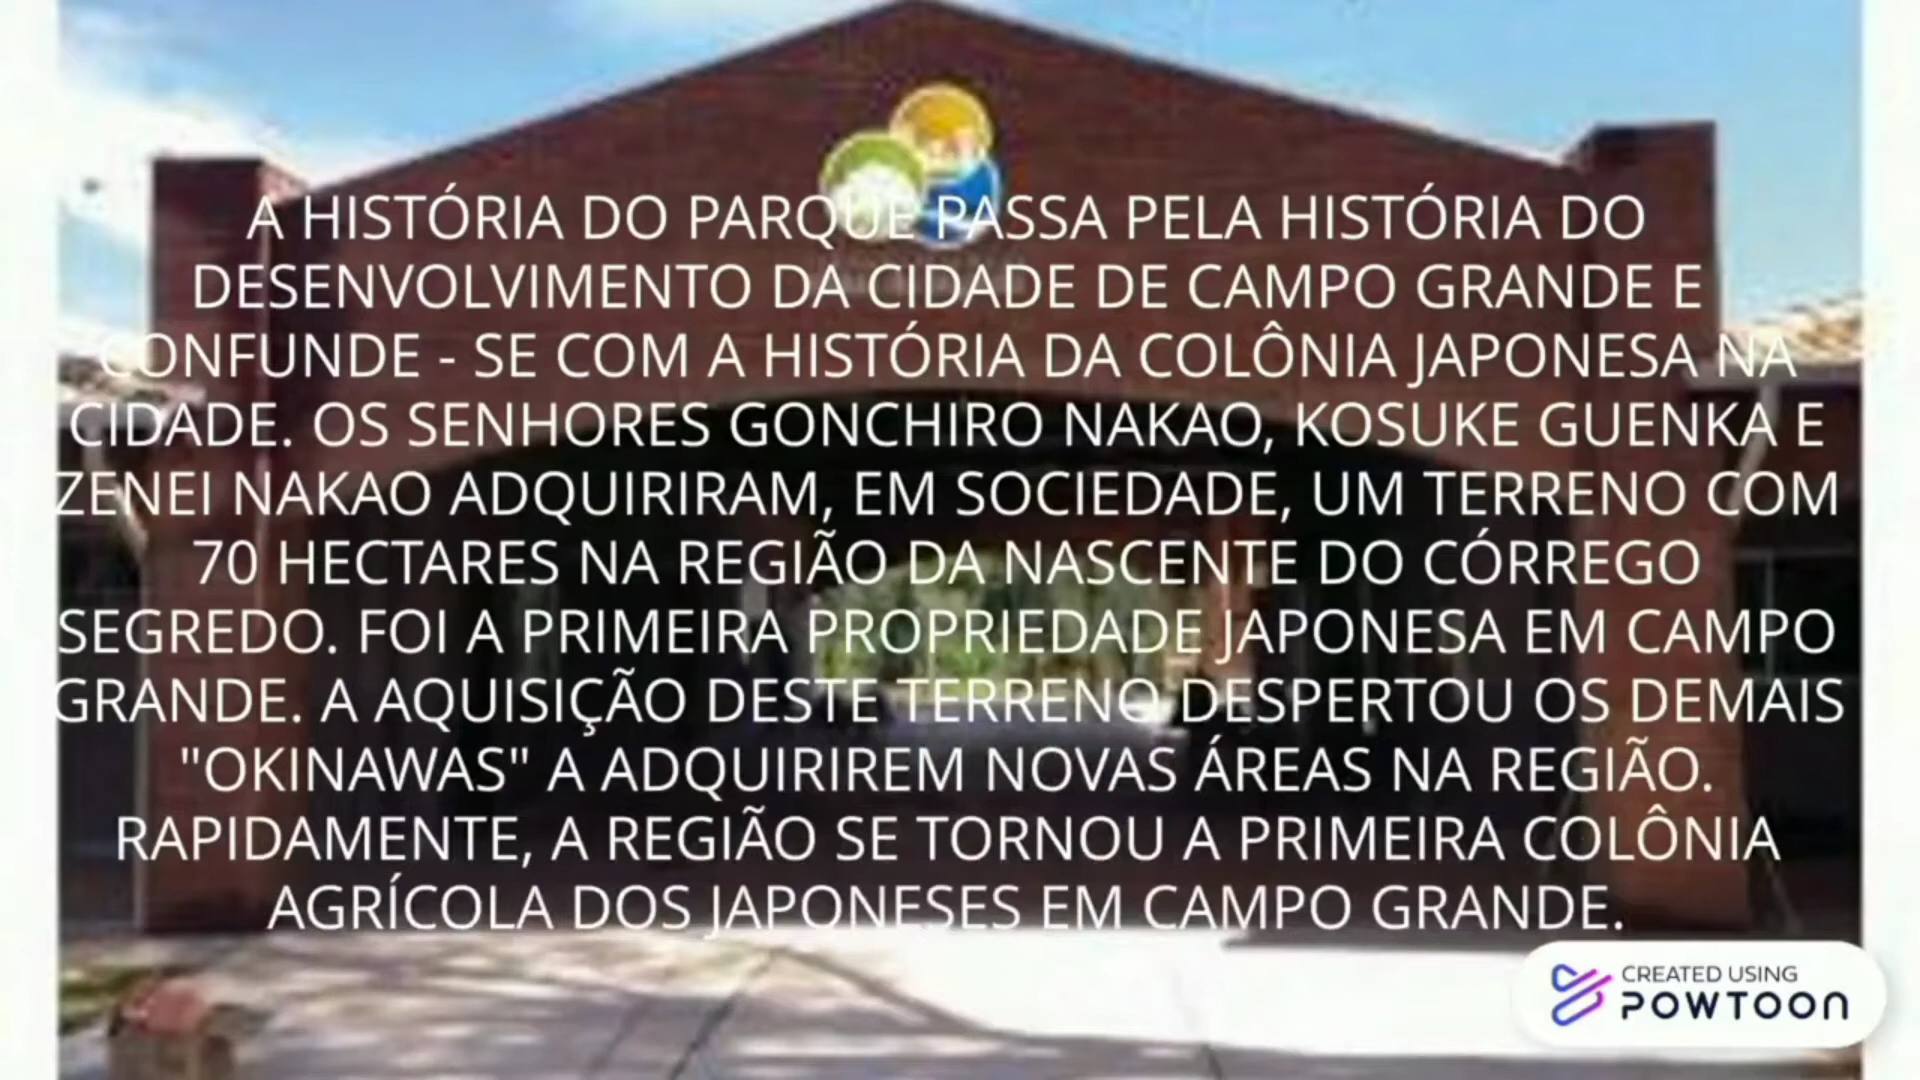 A HISTÓRIA DO PARQUE PASSA PELA HISTÓRIA DO
DESENVOLVIMENTO DA CIDADE DE CAMPO GRANDE E
CONFUNDE - SE COM A HISTÓRIA DA COLÔNIA JAPONESA NA
CIDADE. OS SENHORES GONCHIRO NAKAO, KOSUKE GUENKA E
ZENEI NAKAO ADQUIRIRAM, EM SOCIEDADE, UM TERRENO COM
70 HECTARES NA REGIÃO DA NASCENTE DO CÓRREGO
SEGREDO. FOI A PRIMEIRA PROPRIEDADE JAPONESA EM CAMPO
GRANDE. A AQUISIÇÃO DESTE TERRENO DESPERTOU OS DEMAIS
"OKINAWAS" A ADQUIRIREM NOVAS ÁREAS NA REGIÃO.
RAPIDAMENTE, A REGIÃO SE TORNOU A PRIMEIRA COLÔNIA
AGRÍCOLA DOS JAPONESES EM CAMPO GRANDE.
CREATED USING
POWTOON